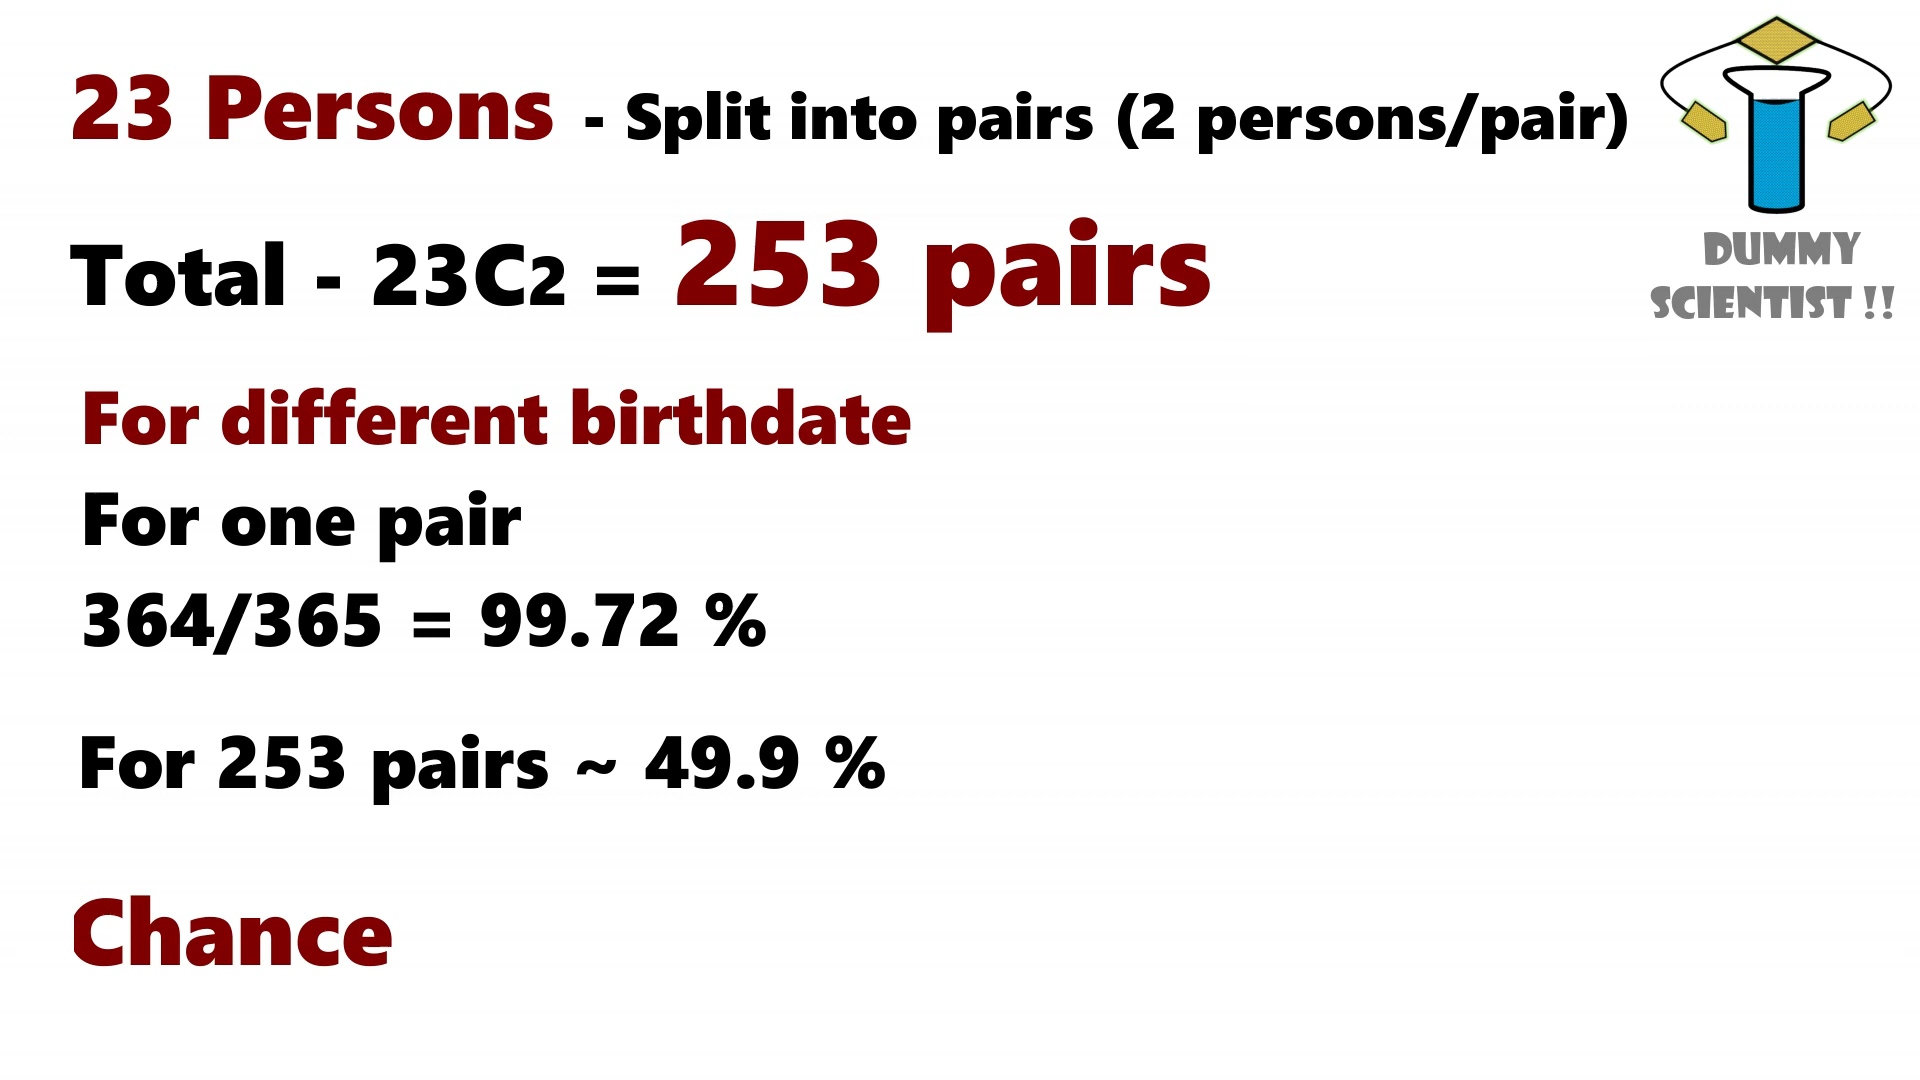 23 Persons - Split into pairs (2 persons/pair)
Total - 23C2 = 253 pairs
For different birthdate
For one pair
364/365 = 99.72 %
For 253 pairs ~ 49.9 %
Chance
DUMMY
SCIENTIST !!